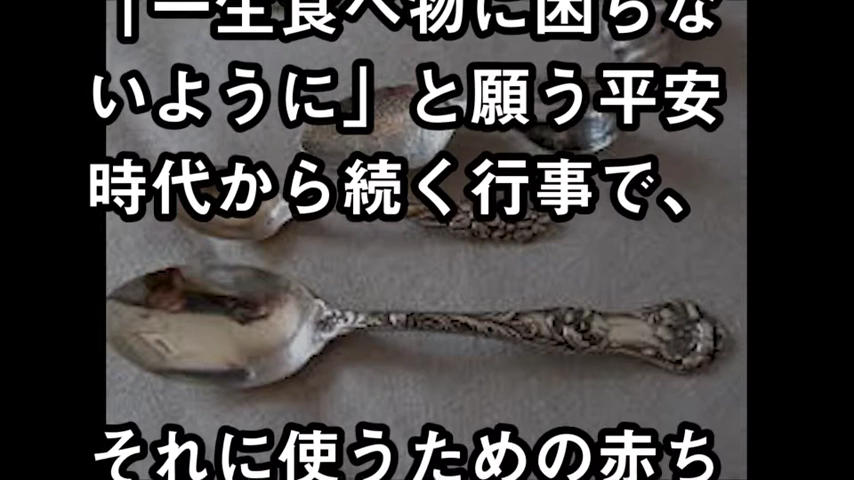 「一生食べ物に困らな
いように」と願う平安
時代から続く行事で、
それに使うための赤ち